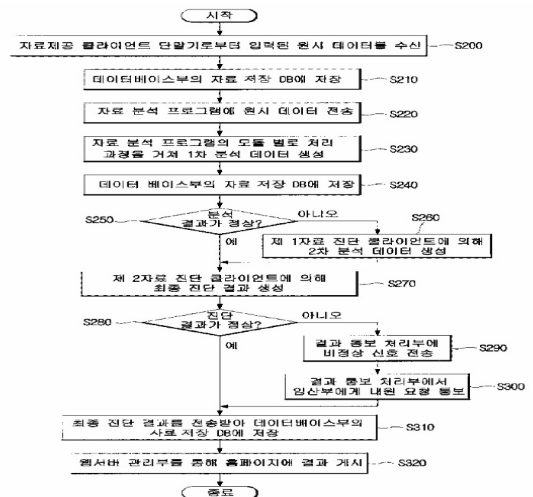 시작
자료제공 클라이언트 단말기로부터 입력된 원시 데이터를 수신
S200
데이터베이스부의 자료 저장 DB에 저장
S210
자료 분석 프로그램에 원시 데이터 전송
S220
자료 분석 프로그램의 모듈 별로 처리
과정을 거쳐 1차 분석 데이터 생성
S230
데이터 베이스부의 자료 저장 DB에 저장
S240
S250
분석
결과가 정상?
아니오
예
S260
제 1자료 진단 클라이언트에 의해
2차 분석 데이터 생성
제 2자료 진단 클라이언트에 의해
최종 진단 결과 생성
S270
S280
진단
결과가 정상?
아니오
예
결과 통보 처리부에
비정상 신호 전송
S290
결과 통보 처리부에서
임산부에게 내원 요청 통보
S300
최종 진단 결과를 전송받아 데이터베이스부의
자료 저장 DB에 저장
S310
웹서버 관리부를 통해 홈페이지에 결과 게시
S320
종료